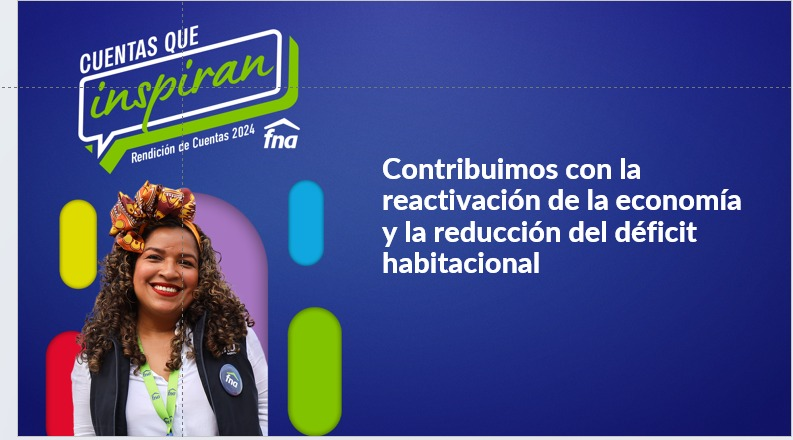 CUENTAS QUE
inspiran
Rendición de Cuentas 2024
fna
Contribuimos con la
reactivación de la economía
y la reducción del déficit
habitacional
fna